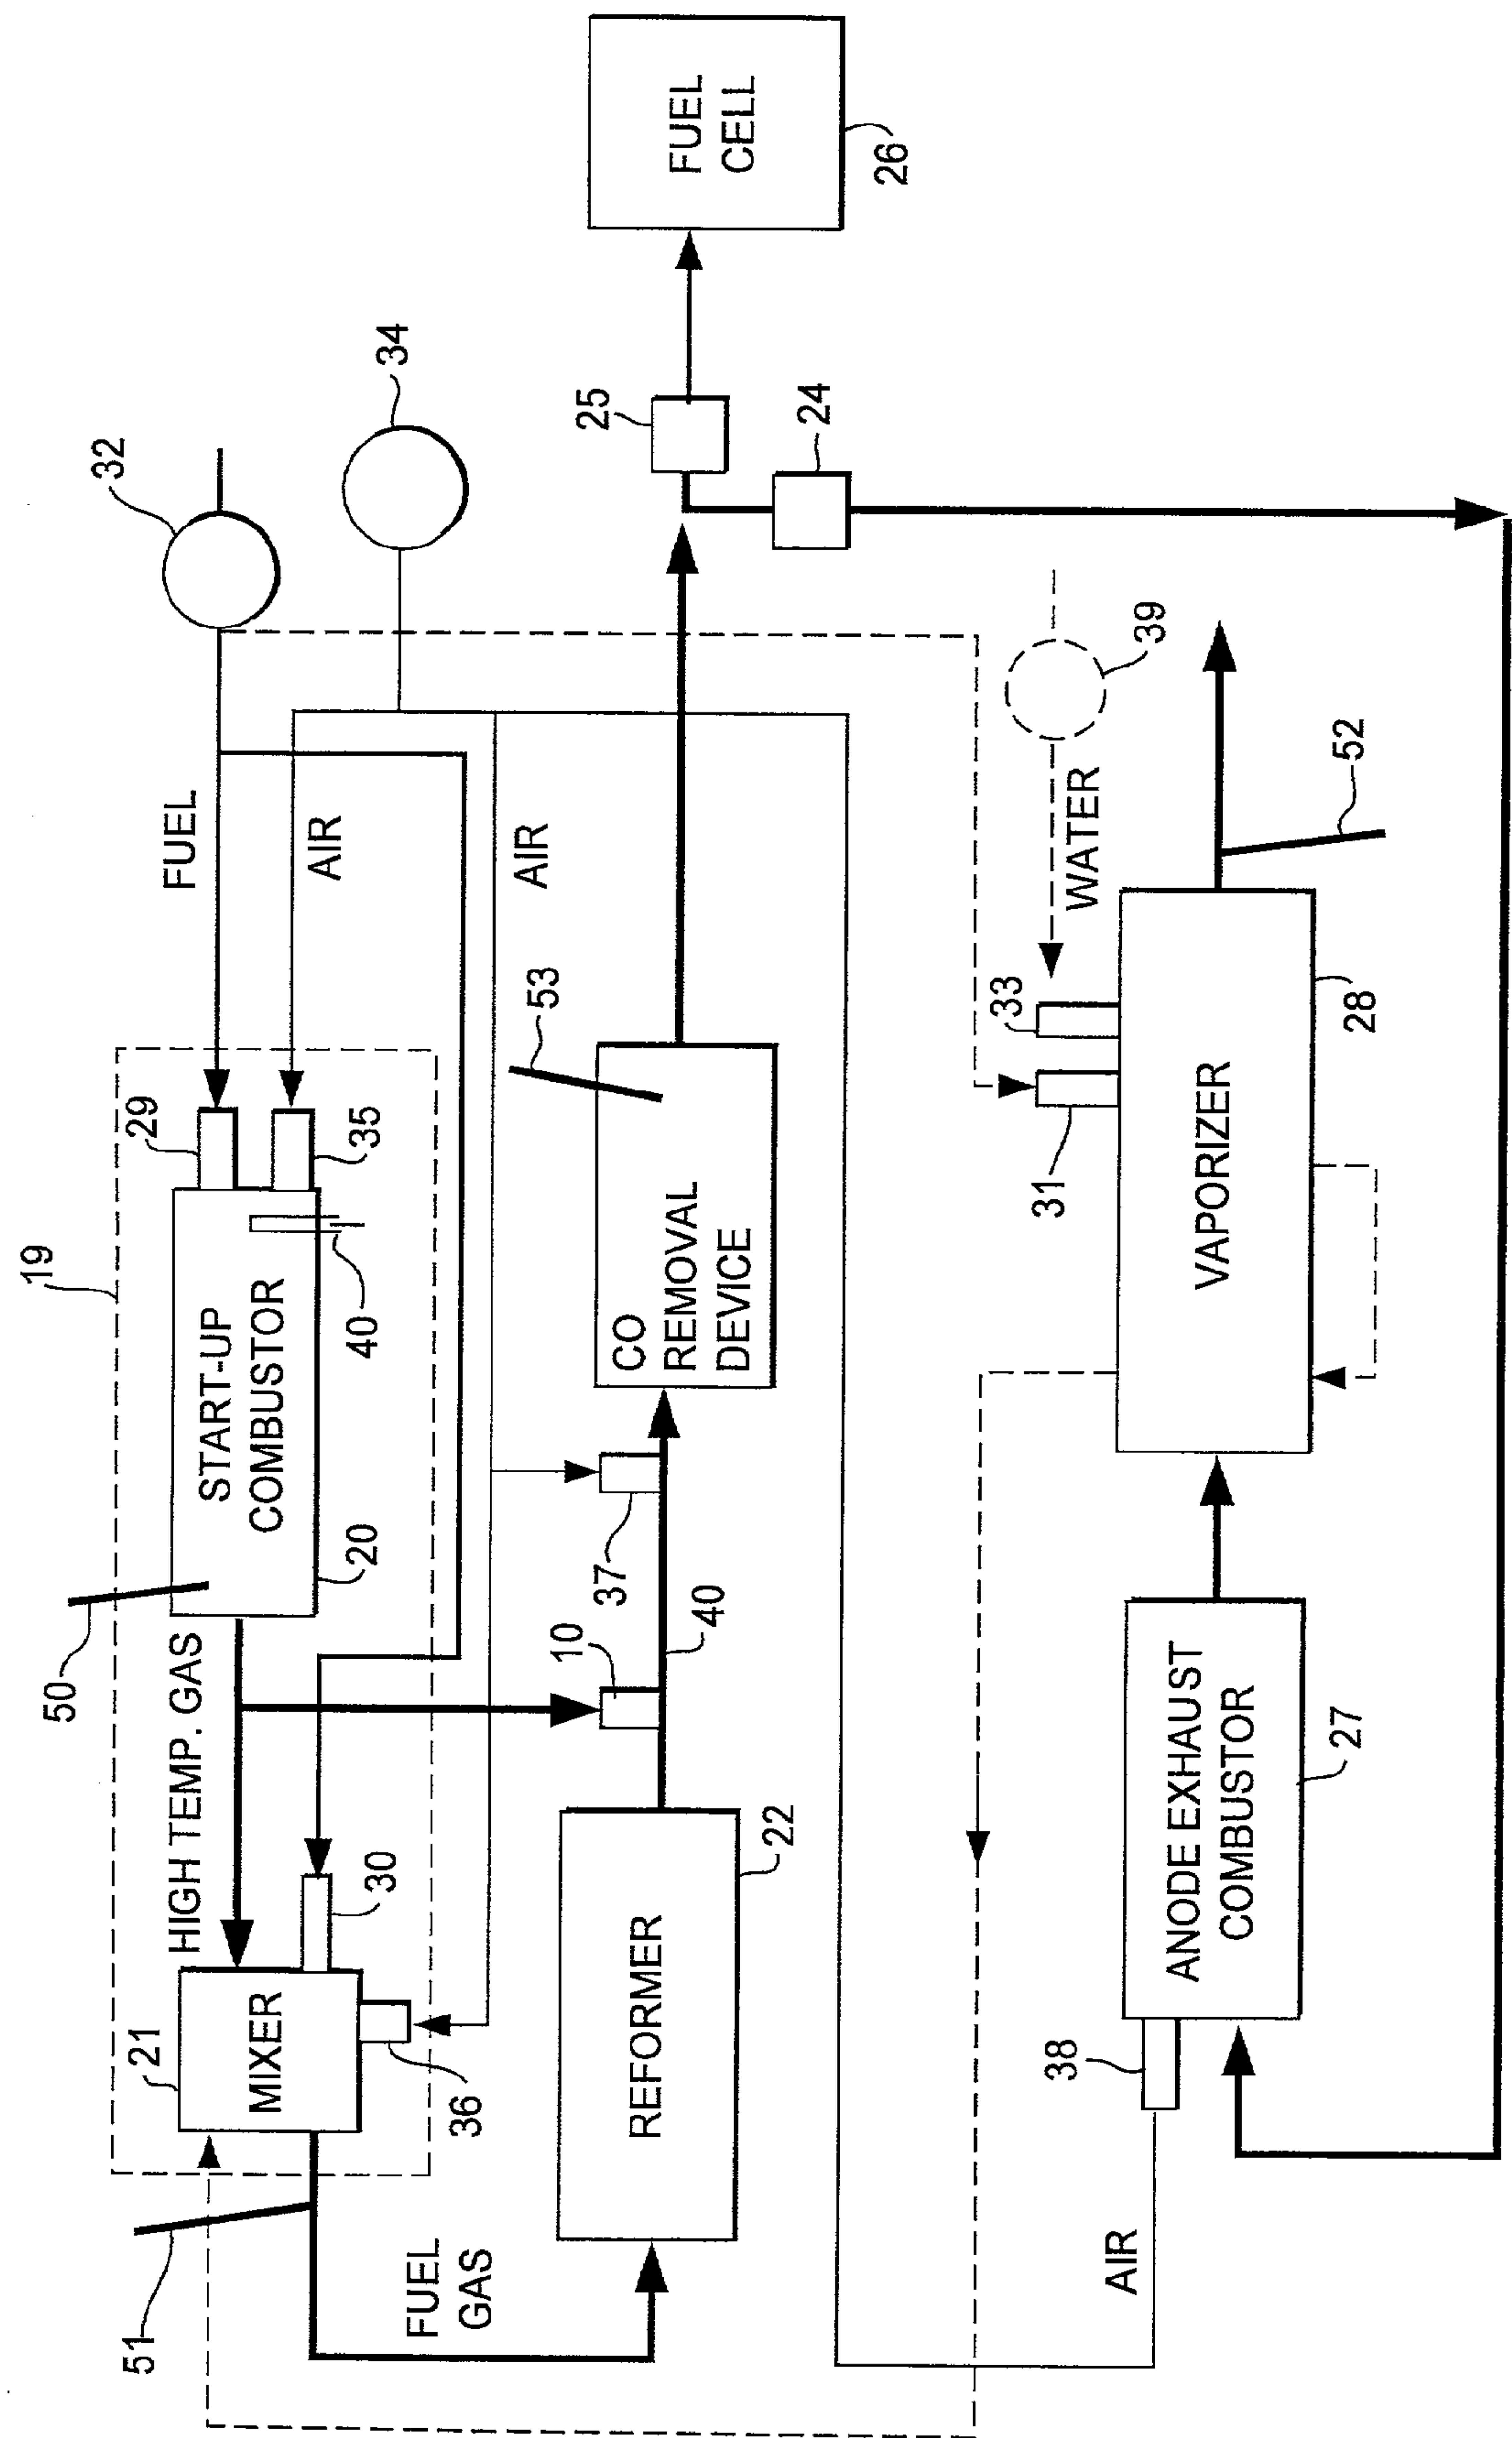 19
50
32
51
21
29
HIGH TEMP. GAS
FUEL
START-UP
COMBUSTOR
MIXER
AIR
20
40
35
30
34
FUEL
GAS
36
AIR
53
10
25
37
CO
REMOVAL
DEVICE
REFORMER
FUEL
CELL
40
22
24
26
33
31
38
WATER
AIR
39
ANODE EXHAUST
COMBUSTOR
VAPORIZER
27
52
28